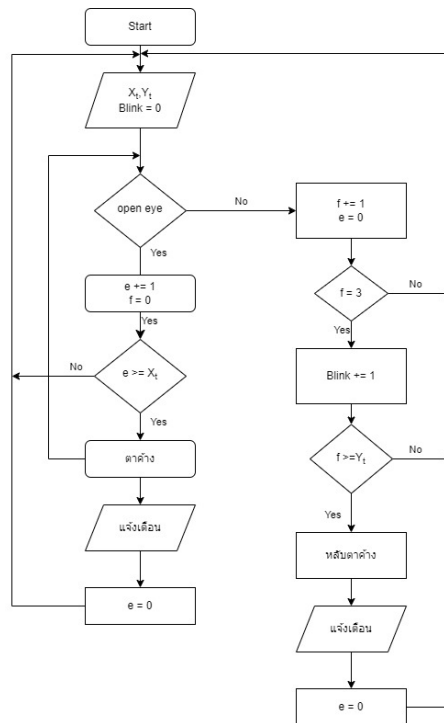 Start
Xt,Yt
Blink = 0
open eye
No
Yes
e += 1
f = 0
Yes
e >= Xt
No
Yes
ตาค้าง
แจ้งเตือน
e = 0
f += 1
e = 0
f = 3
No
Yes
Blink += 1
f >=Yt
No
Yes
หลับตาค้าง
แจ้งเตือน
e = 0